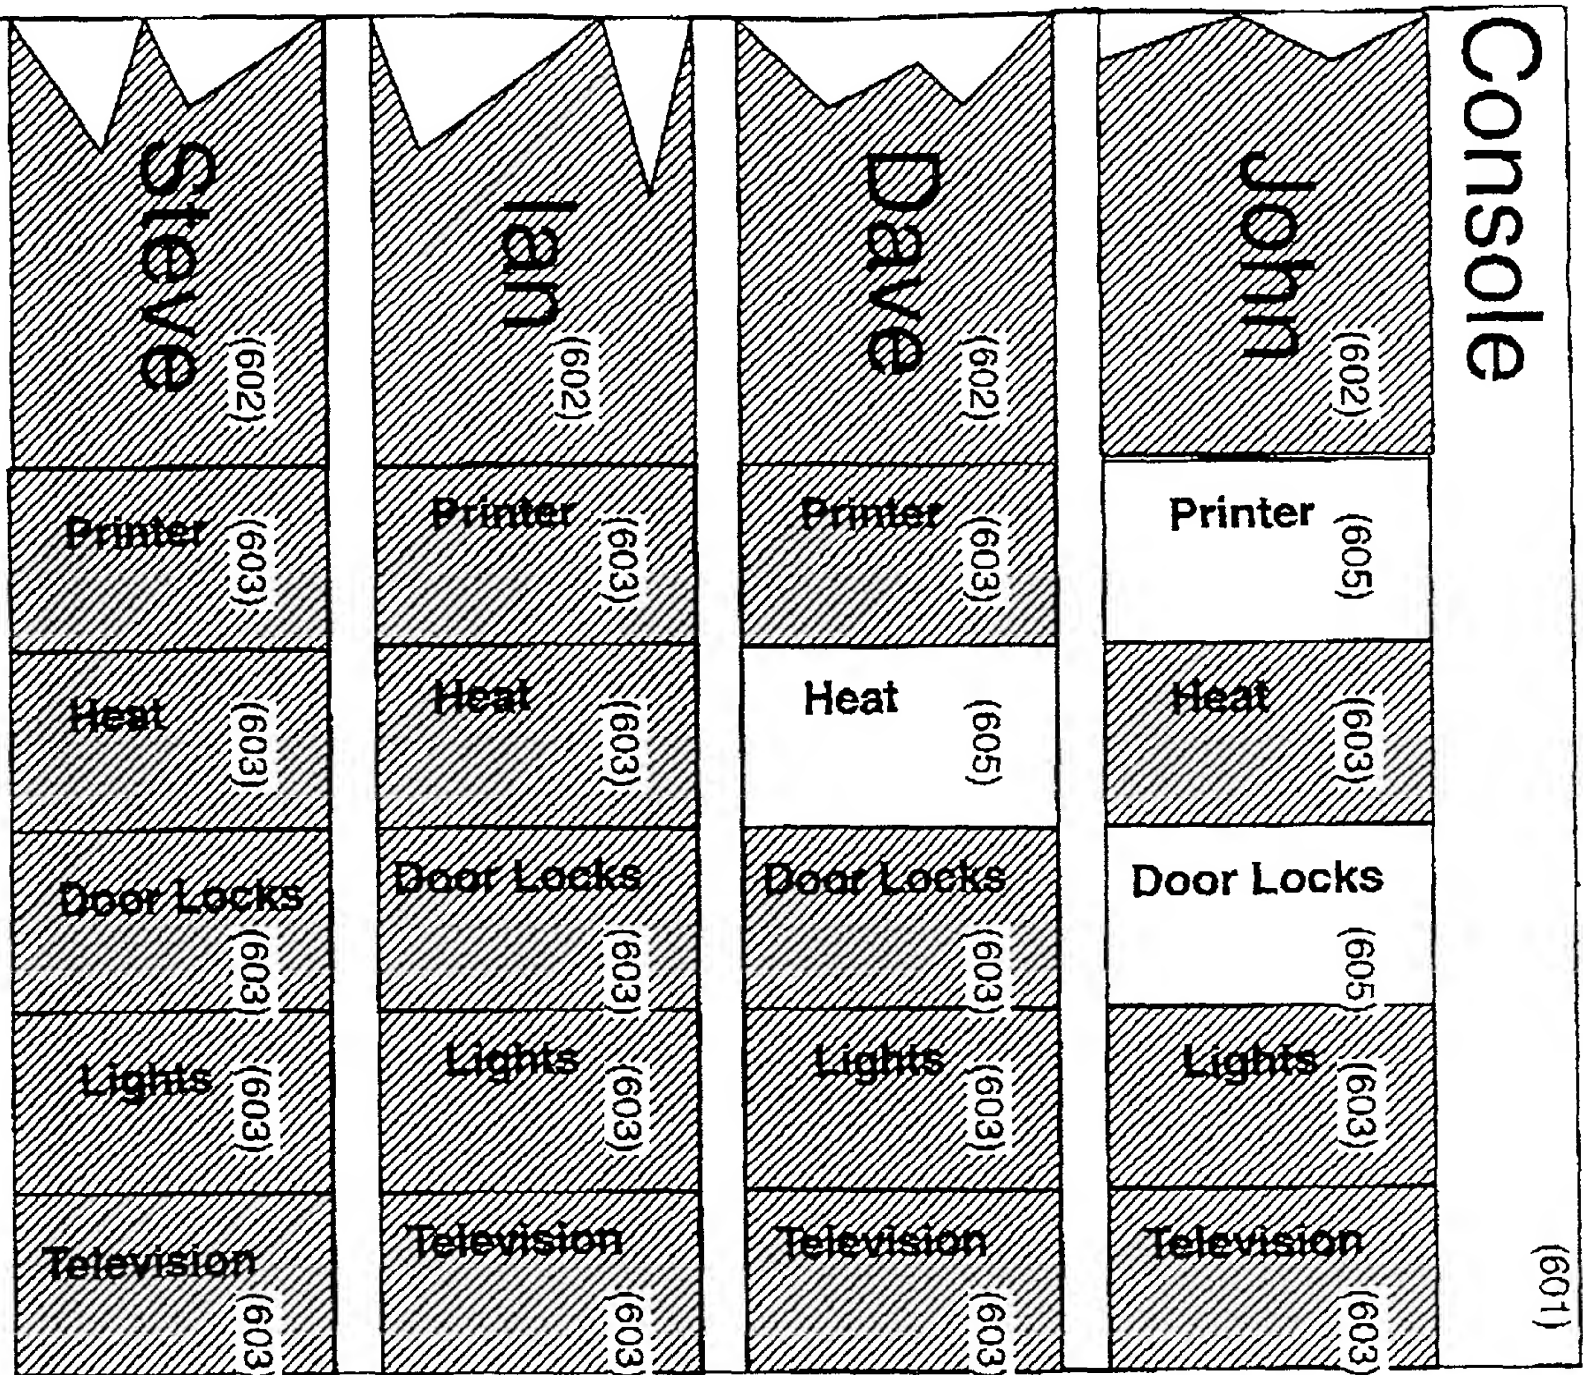 Console
(601)
John
(602)
Printer
(605)
Heat
(603)
Door Locks
(605)
Lights
(603)
Television
(603
Dave
(602)
Printer
(603)
Heat
(605)
Door Locks
(603)
Lights
(603)
Television
(603
Ian
(602)
Printer
(603)
Heat
(603)
Door Locks
(603)
Lights
(603)
Television
(603
Steve
(602)
Printer
(603)
Heat
(603)
Door Locks
(603)
Lights
(603)
Television
(603